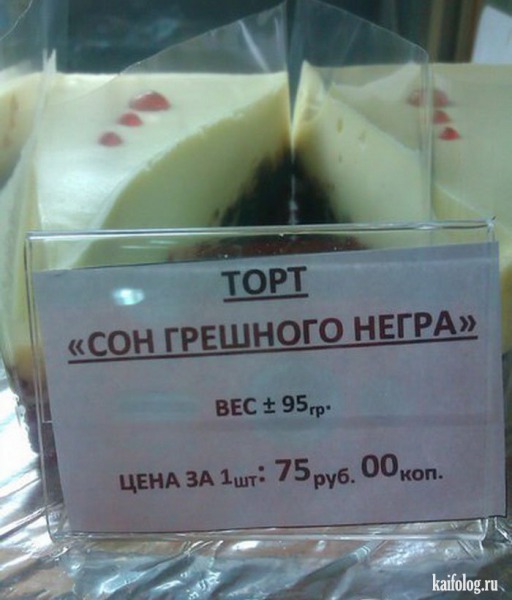 ТОРТ
«СОН ГРЕШНОГО НЕГРА»
ВЕС ± 95гр.
ЦЕНА ЗА 1шт: 75руб. 00коп.
kaifolog.ru